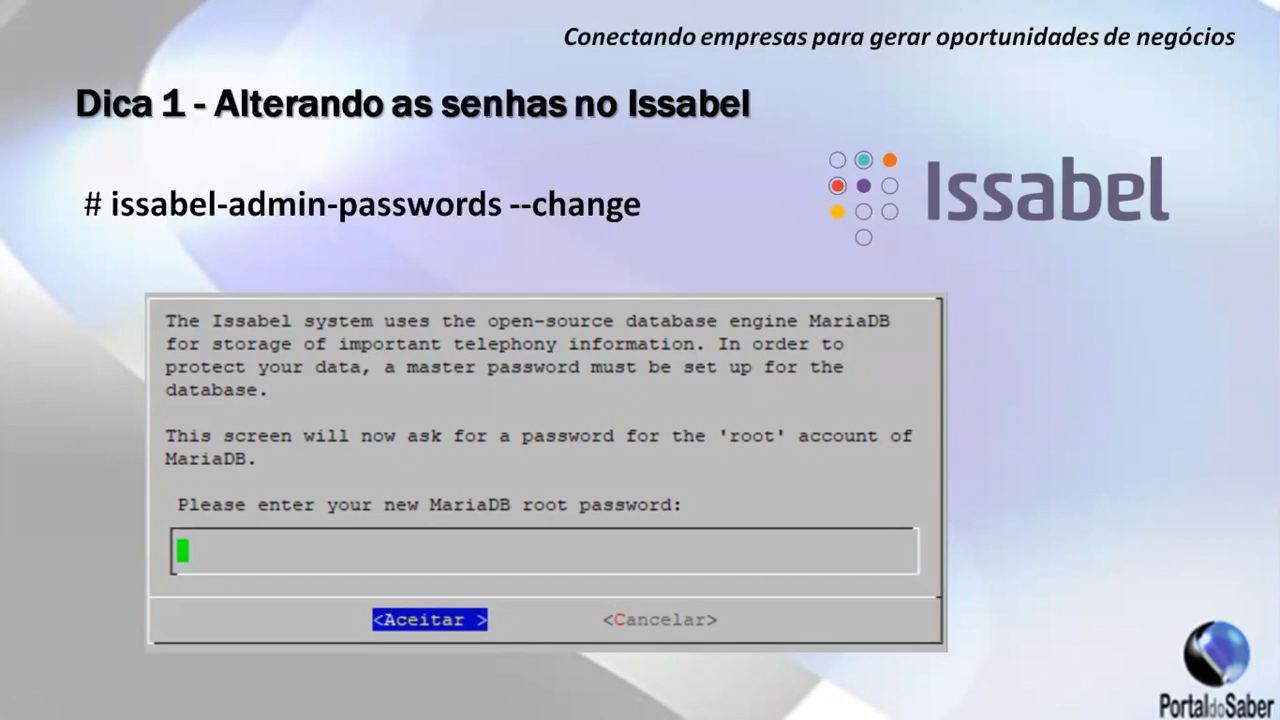 Conectando empresas para gerar oportunidades de negócios
Dica 1 - Alterando as senhas no Issabel
# issabel-admin-passwords --change
Issabel
The Issabel system uses the open-source database engine MariaDB
for storage of important telephony information. In order to
protect your data, a master password must be set up for the
database.
This screen will now ask for a password for the 'root' account of
MariaDB.
Please enter your new MariaDB root password:
<Aceitar > <Cancelar>
PortaldoSaber